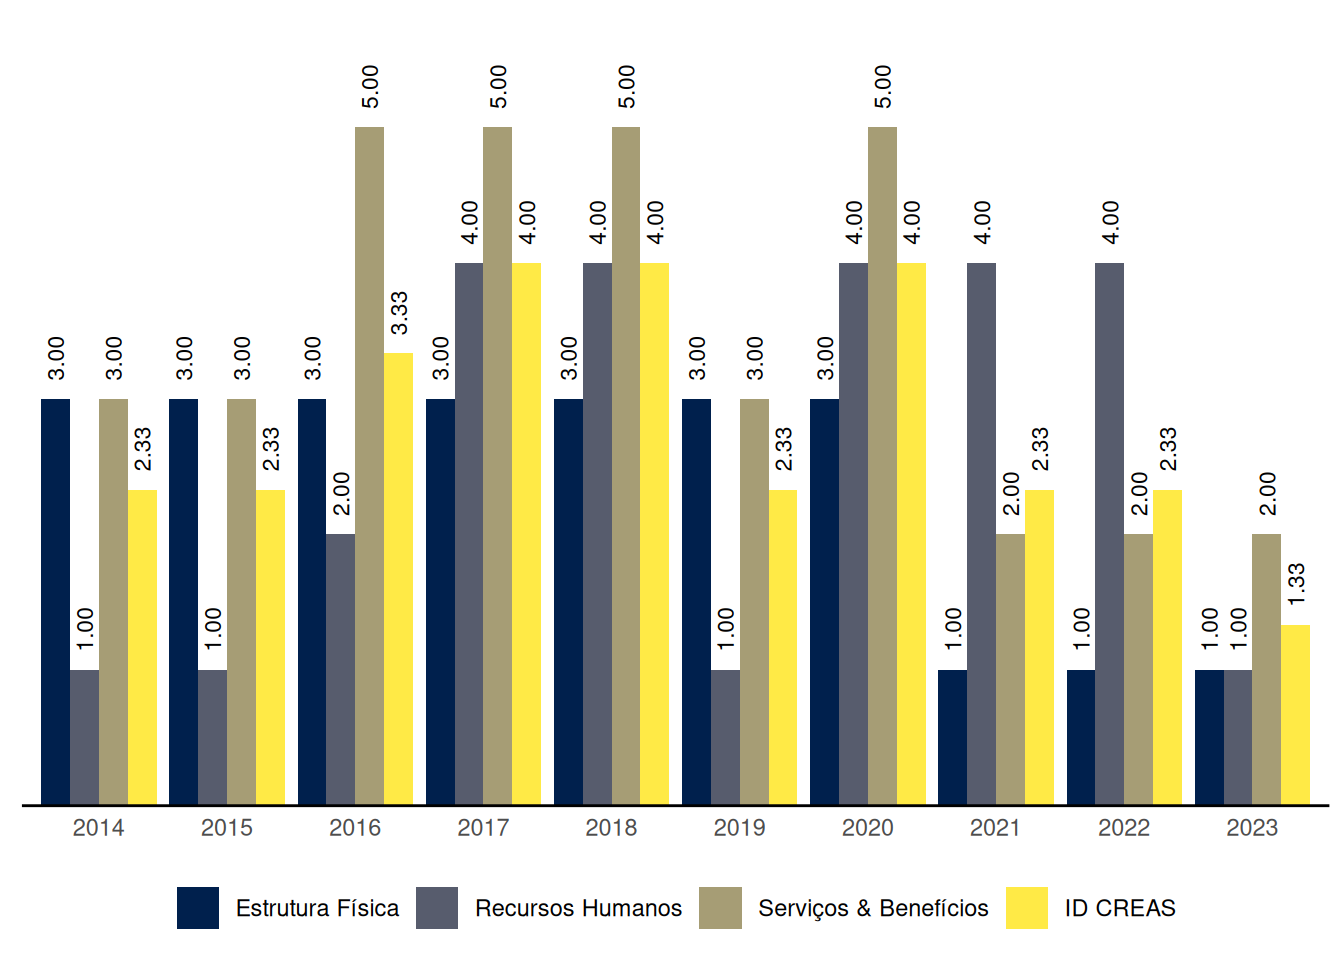 5.00 5.00 5.00 5.00
4.00 4.00 4.00 4.00 4.00 4.00 4.00 4.00
3.33
3.00 3.00 3.00 3.00 3.00 3.00 3.00 3.00 3.00 3.00
2.33 2.33 2.33 2.33 2.33
2.00 2.00 2.00 2.00
1.33
1.00 1.00 1.00 1.00 1.00 1.00 1.00
2014 2015 2016 2017 2018 2019 2020 2021 2022 2023
Estrutura Física Recursos Humanos Serviços & Benefícios ID CREAS